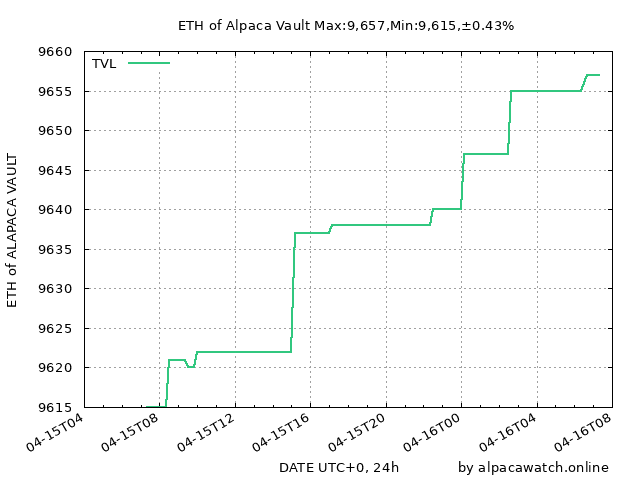 ETH of Alpaca Vault Max:9,657,Min:9,615,±0.43%
TVL
ETH of ALAPACA VAULT
9660
9655
9650
9645
9640
9635
9630
9625
9620
9615
04-15T04
04-15T08
04-15T12
04-15T16
04-15T20
04-16T00
04-16T04
04-16T08
DATE UTC+0, 24h
by alpacawatch.online